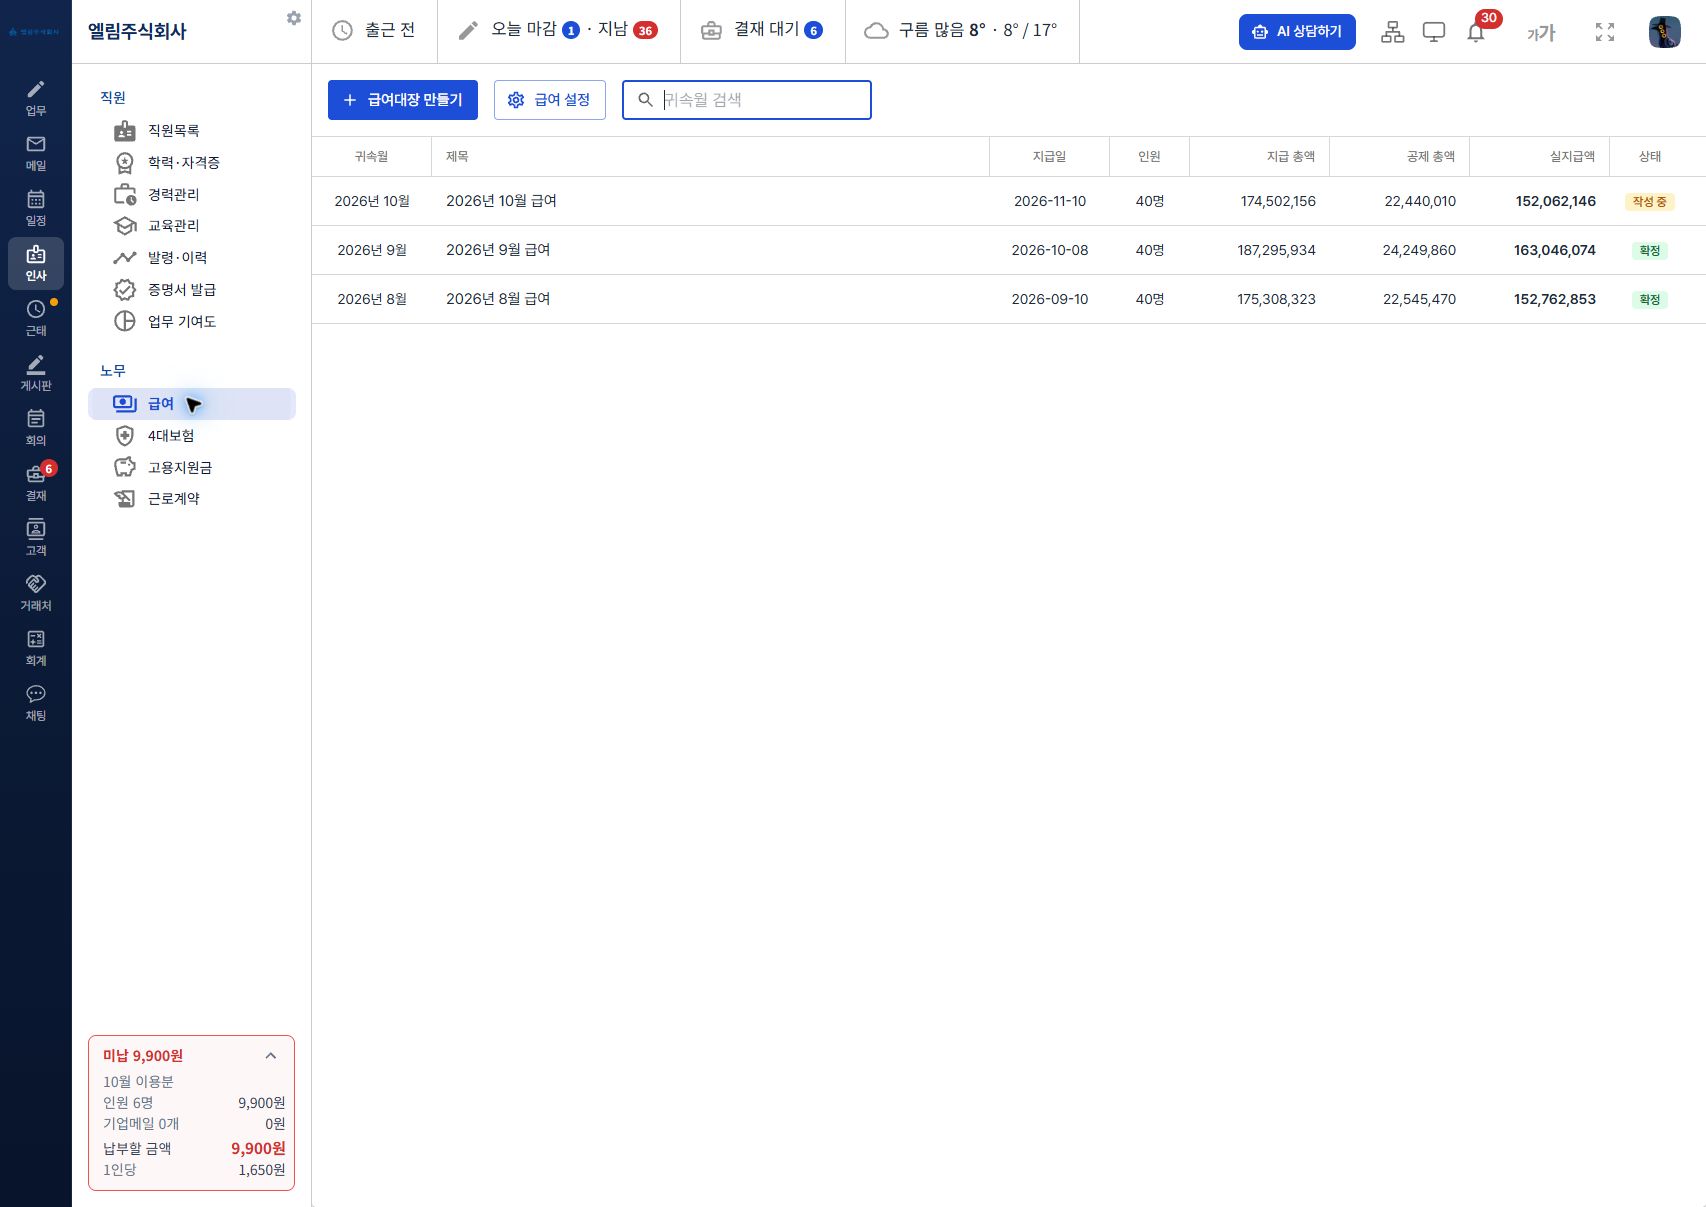 엘림주식회사
업무
메일
일정
인사
근태
게시판
회의
6
결재
고객
거래처
회계
채팅
엘림주식회사
직원
직원목록
학력·자격증
경력관리
교육관리
발령·이력
증명서 발급
업무 기여도
노무
급여
4대보험
고용지원금
근로계약
미납 9,900원
10월 이용분
인원 6명 9,900원
기업메일 0개 0원
납부할 금액 9,900원
1인당 1,650원
출근 전 오늘 마감 1 · 지남 36 결재 대기 6 구름 많음 8° · 8° / 17° AI 상담하기 30 가가
급여대장 만들기 급여 설정 귀속월 검색
귀속월 제목 지급일 인원 지급 총액 공제 총액 실지급액 상태
2026년 10월 2026년 10월 급여 2026-11-10 40명 174,502,156 22,440,010 152,062,146 작성 중
2026년 9월 2026년 9월 급여 2026-10-08 40명 187,295,934 24,249,860 163,046,074 확정
2026년 8월 2026년 8월 급여 2026-09-10 40명 175,308,323 22,545,470 152,762,853 확정